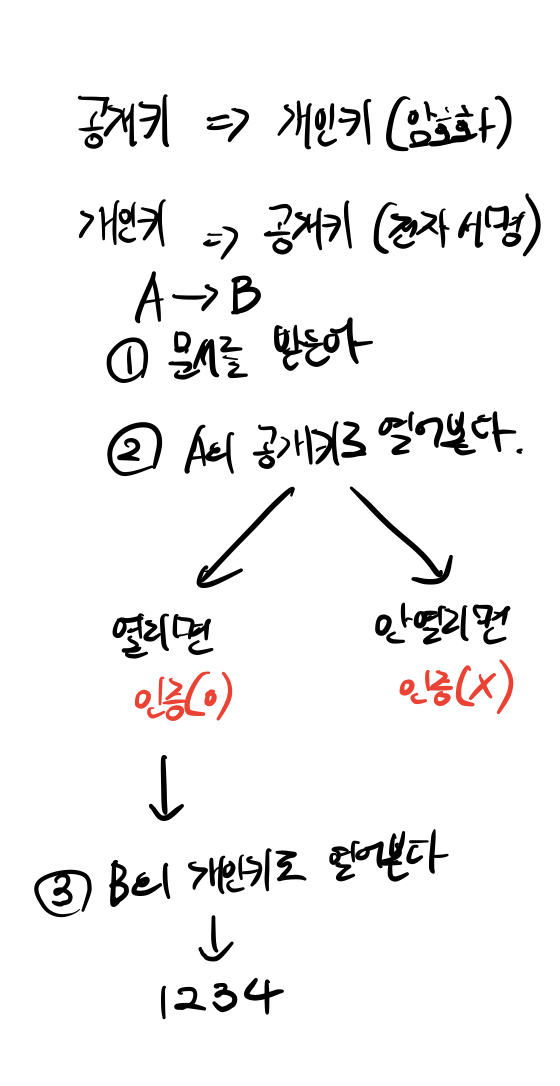 공개키 => 개인키 (암호화)
개인키 => 공개키 (전자 서명)
A → B
① 문서를 받는아
② A의 공개키로 열어본다.
열리면 안열리면
인증(O) 인증(X)
③ B의 개인키로 열어본다
1234